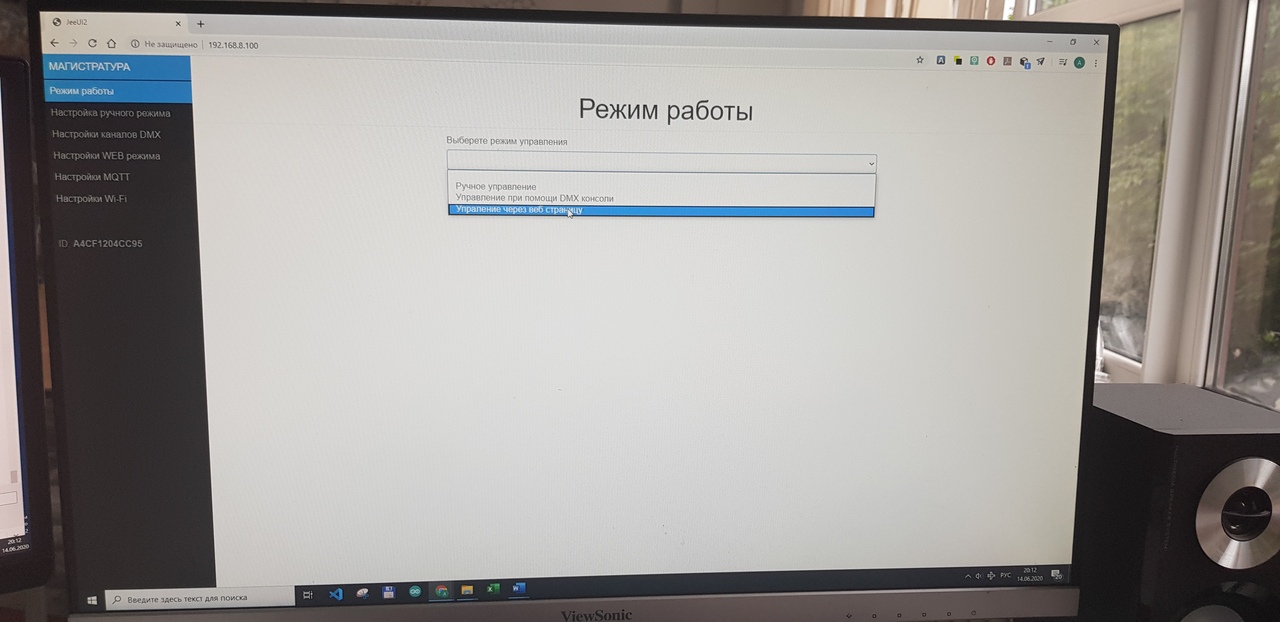 JeeUI2
Не защищено
192.168.8.100
МАГИСТРАТУРА
Режим работы
Настройка ручного режима
Настройки каналов DMX
Настройки WEB режима
Настройки MQTT
Настройки Wi-Fi
ID: A4CF1204CC95
Режим работы
Выберете режим управления
Ручное управление
Управление при помощи DMX консоли
Упраление через веб страницу
20:12
14.06.2020
Введите здесь текст для поиска
РУС
20:12
14.06.2020
ViewSonic